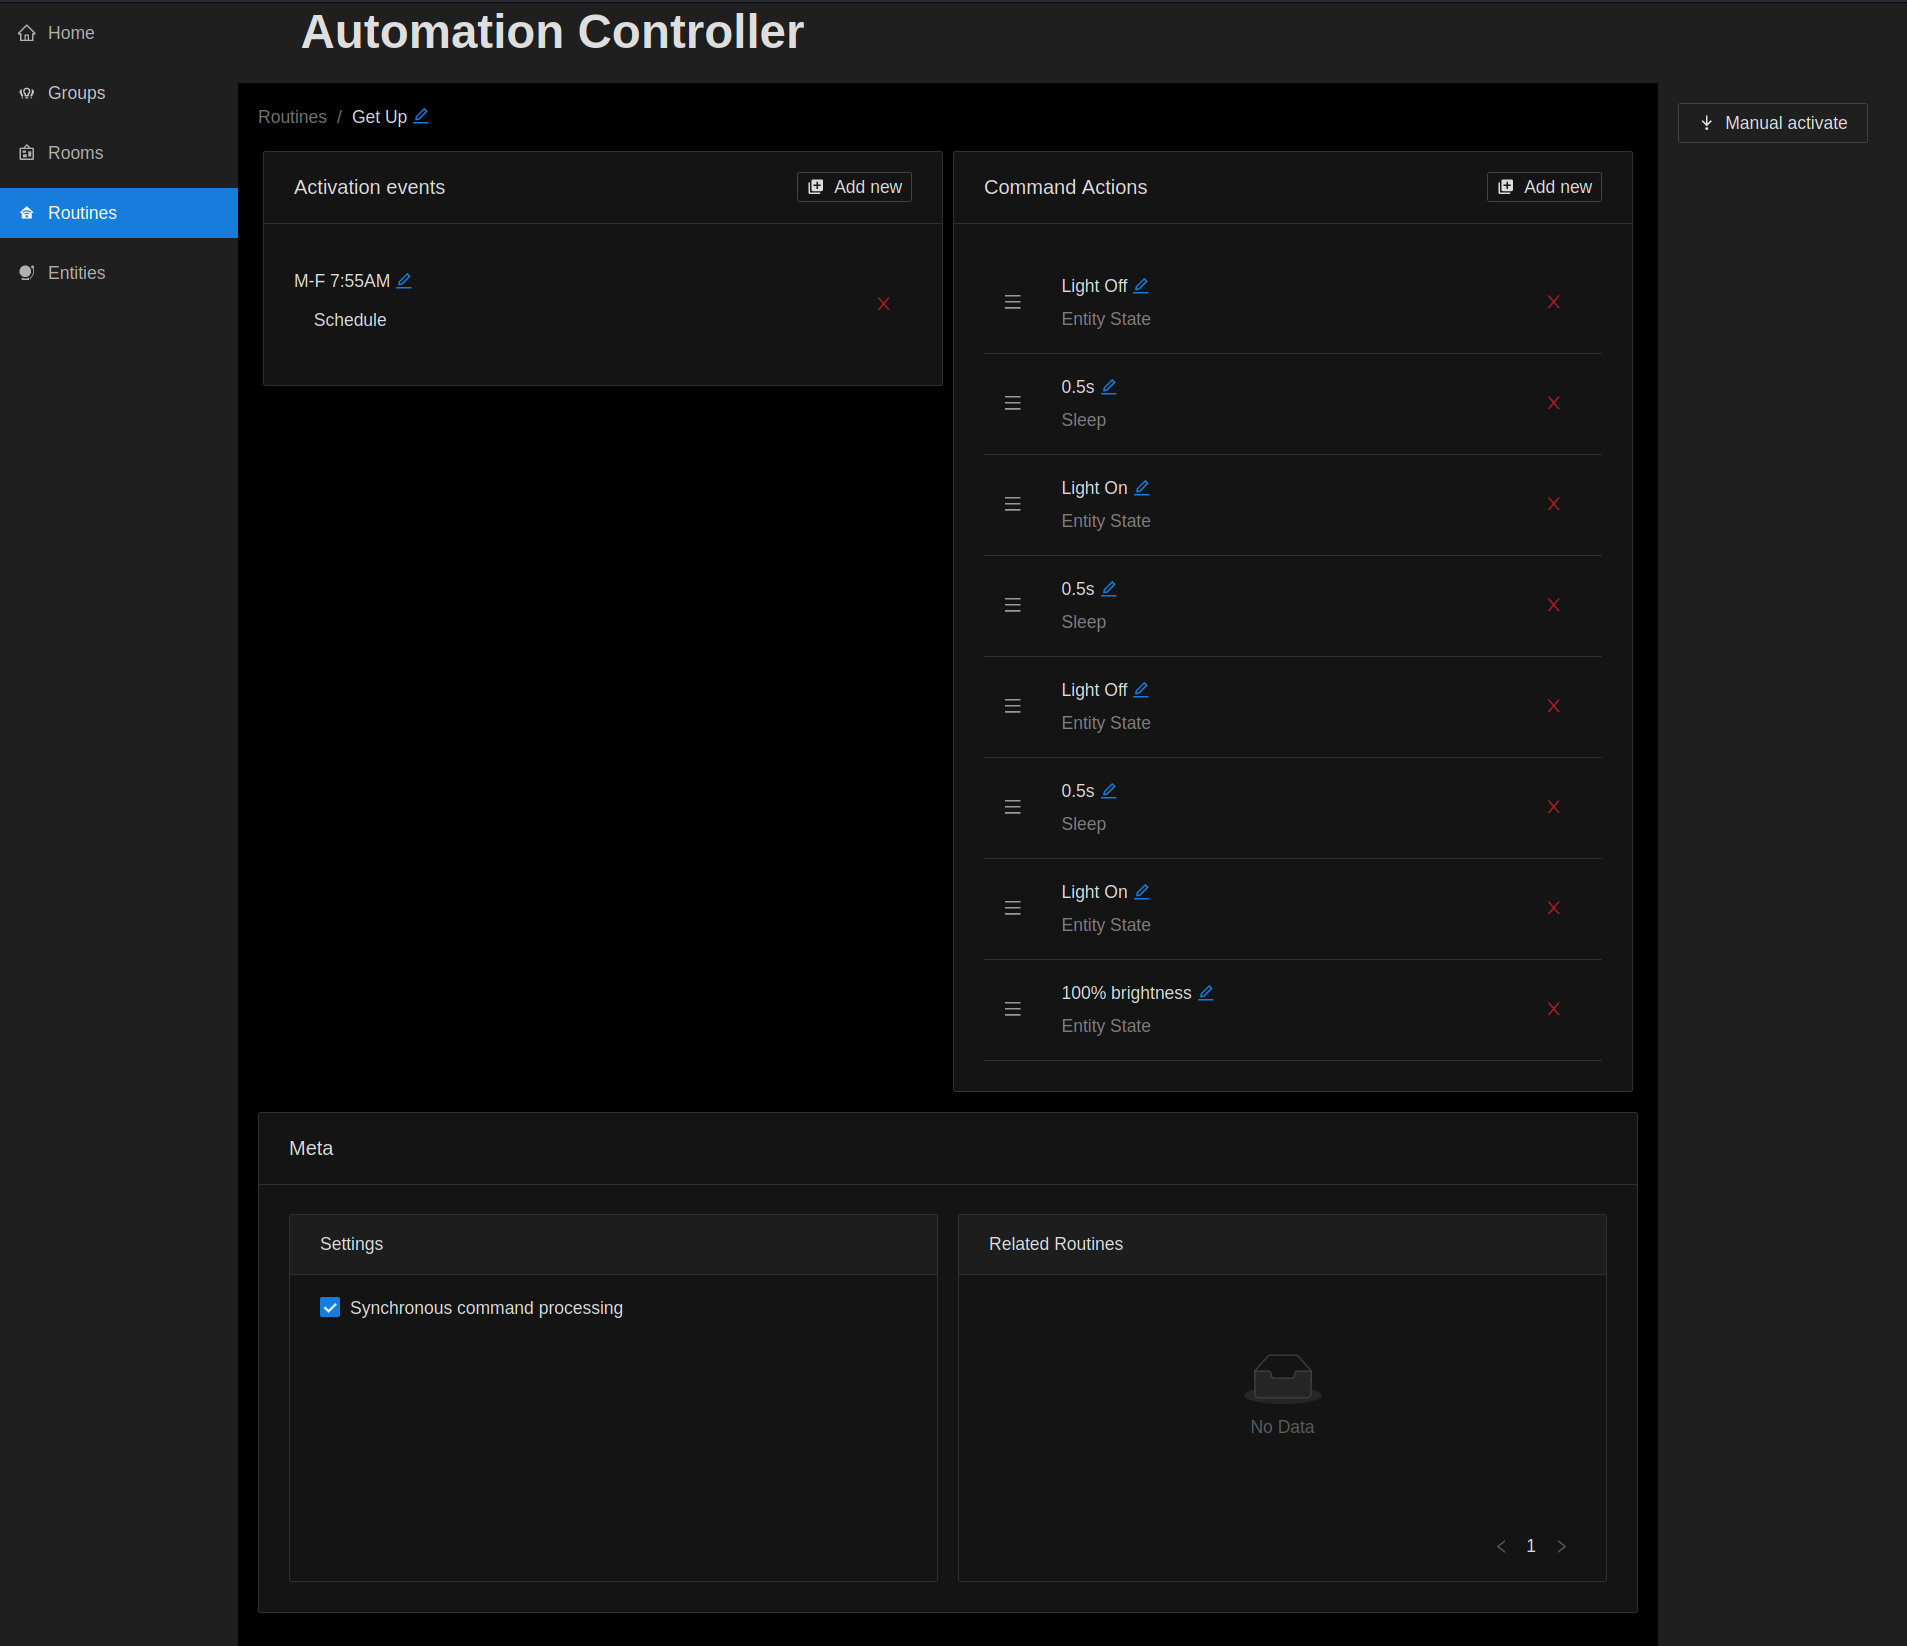 Automation Controller
Home
Groups
Rooms
Routines
Entities
Routines / Get Up
Manual activate
Activation events
Add new
M-F 7:55AM
Schedule
Command Actions
Add new
Light Off
Entity State
0.5s
Sleep
Light On
Entity State
0.5s
Sleep
Light Off
Entity State
0.5s
Sleep
Light On
Entity State
100% brightness
Entity State
Meta
Settings
Synchronous command processing
Related Routines
No Data
1